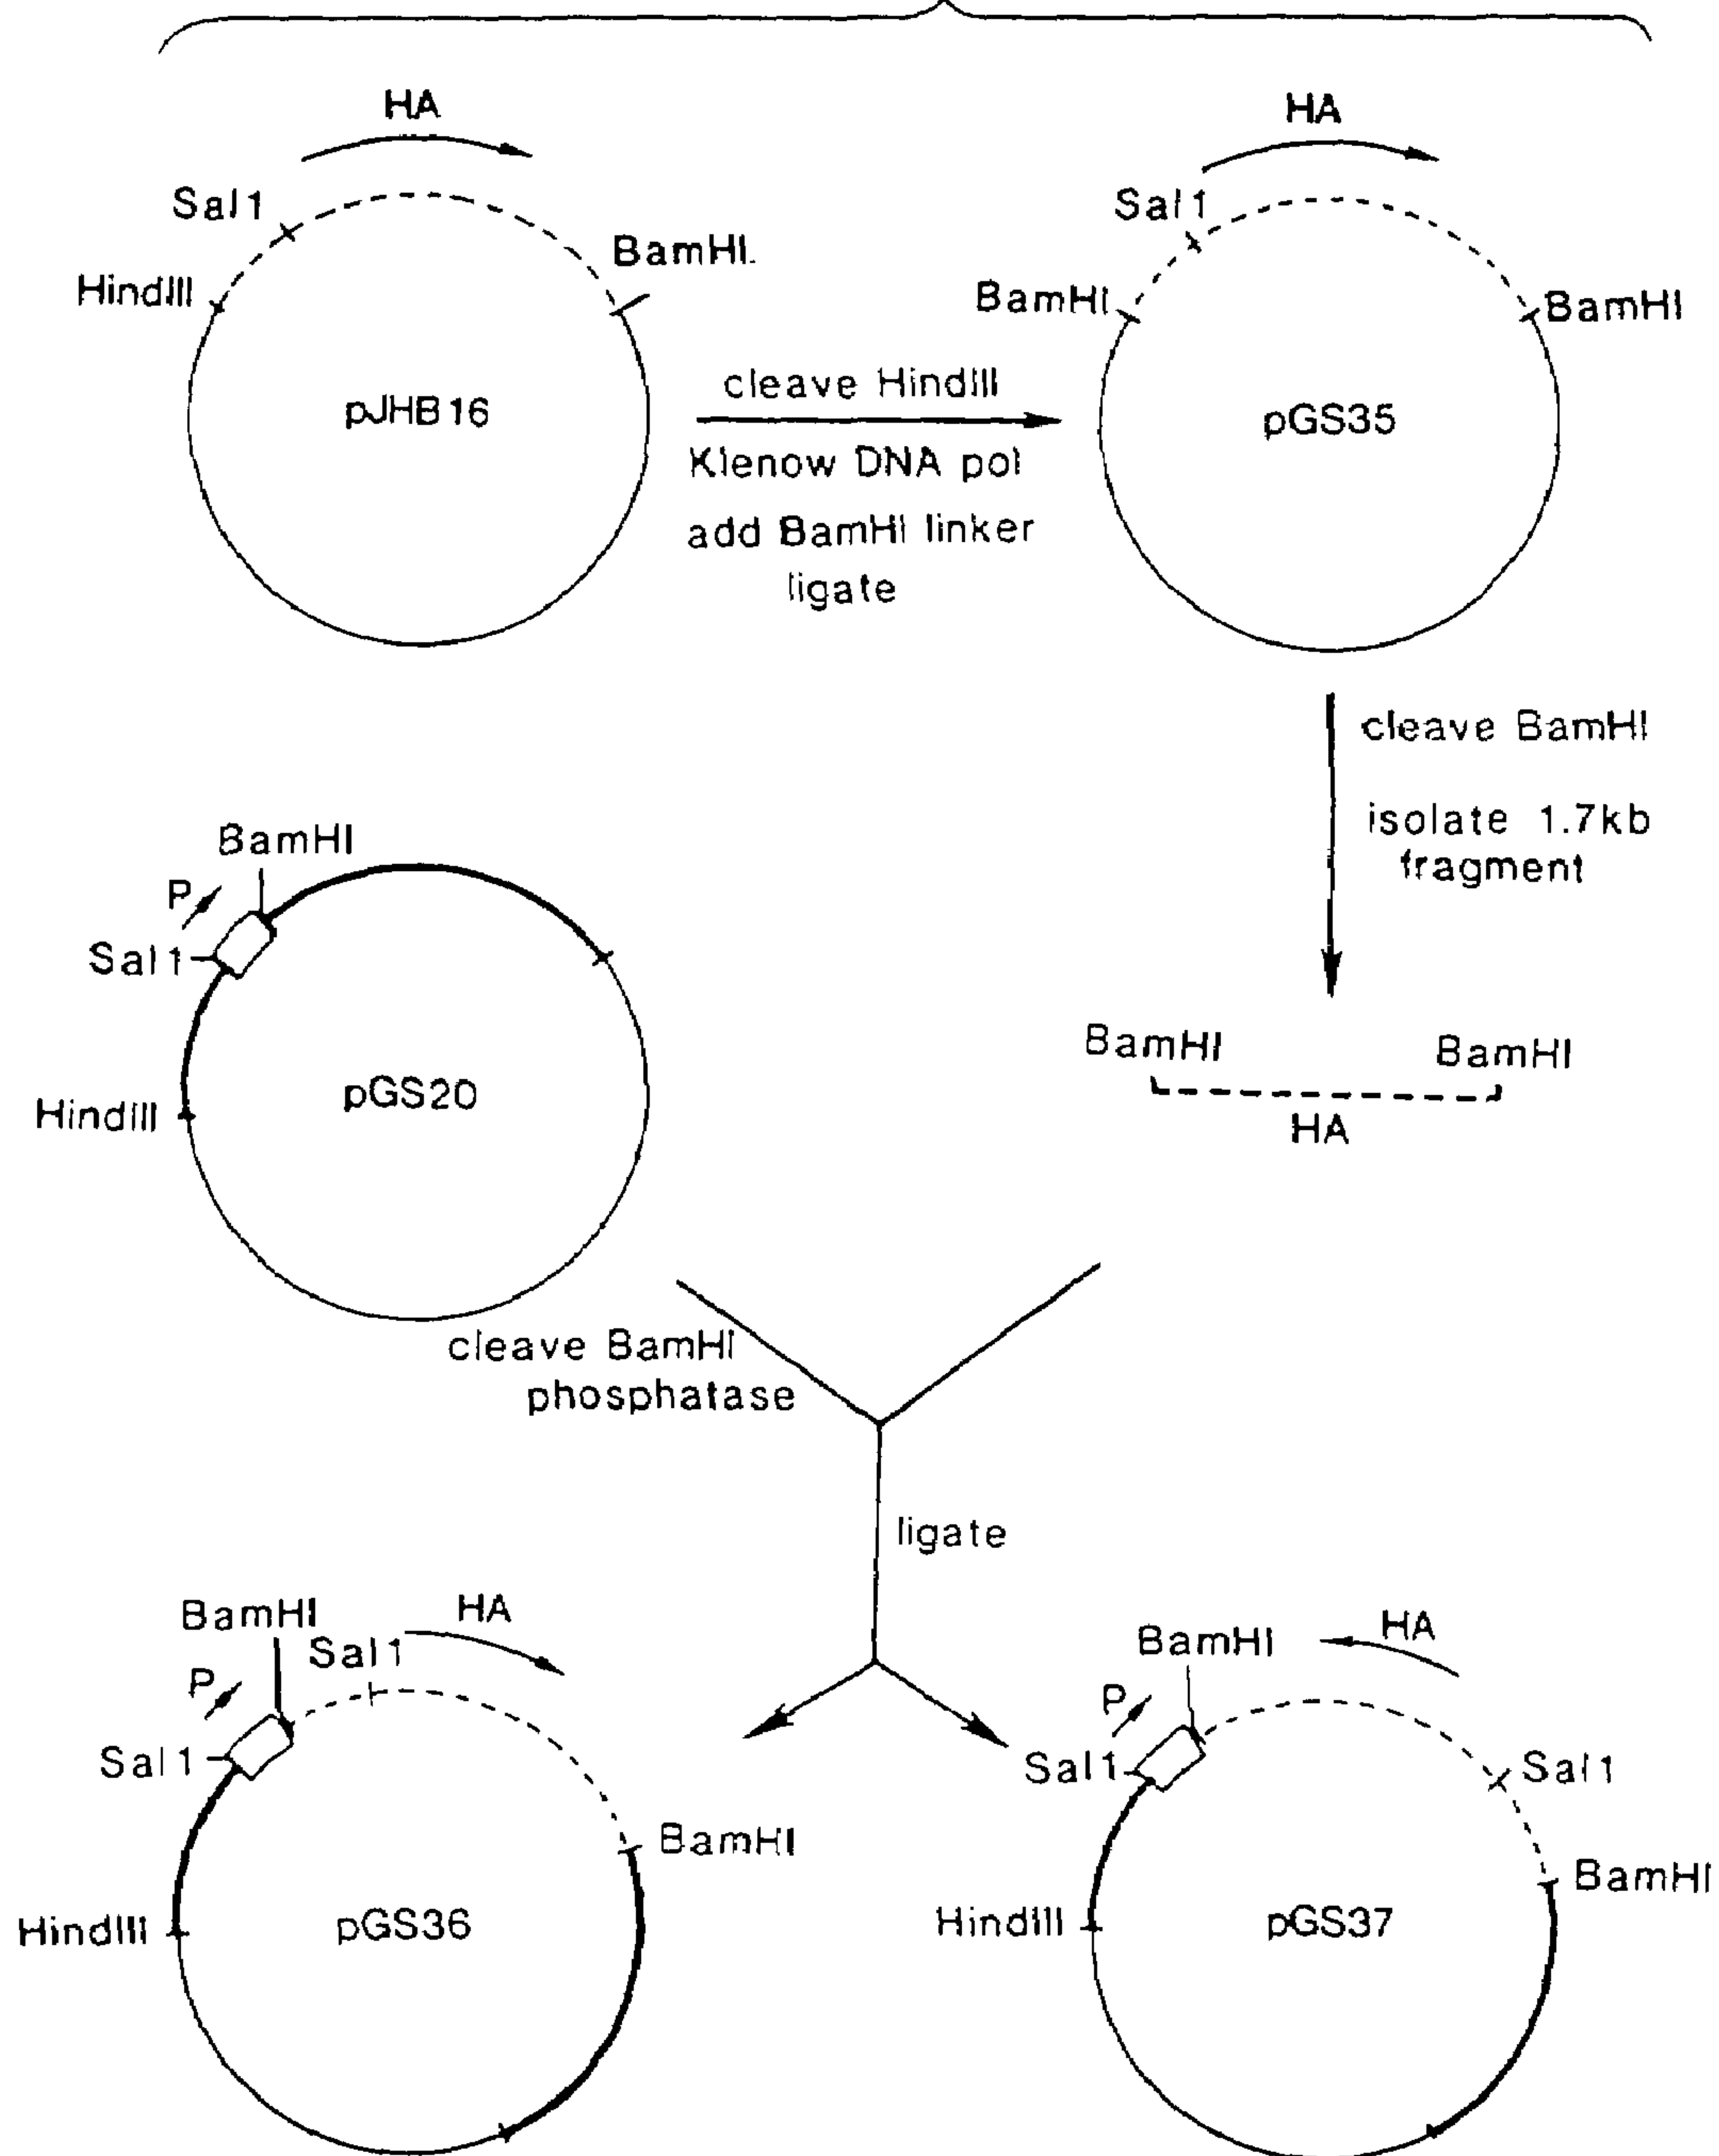 HA
Sal1
BamHI.
HindIII
pJHB16
cleave HindIII
Klenow DNA pol
add BamHI linker
ligate
HA
Sal1
BamHI
BamHI
pGS35
cleave BamHI
isolate 1.7kb
fragment
BamHI
P
Sal1
HindIII
pGS20
BamHI
BamHI
HA
cleave BamHI
phosphatase
ligate
BamHI
HA
Sal1
P
Sal1
BamHI
HindIII
pGS36
HA
BamHI
P
Sal1
Sal1
BamHI
HindIII
pGS37